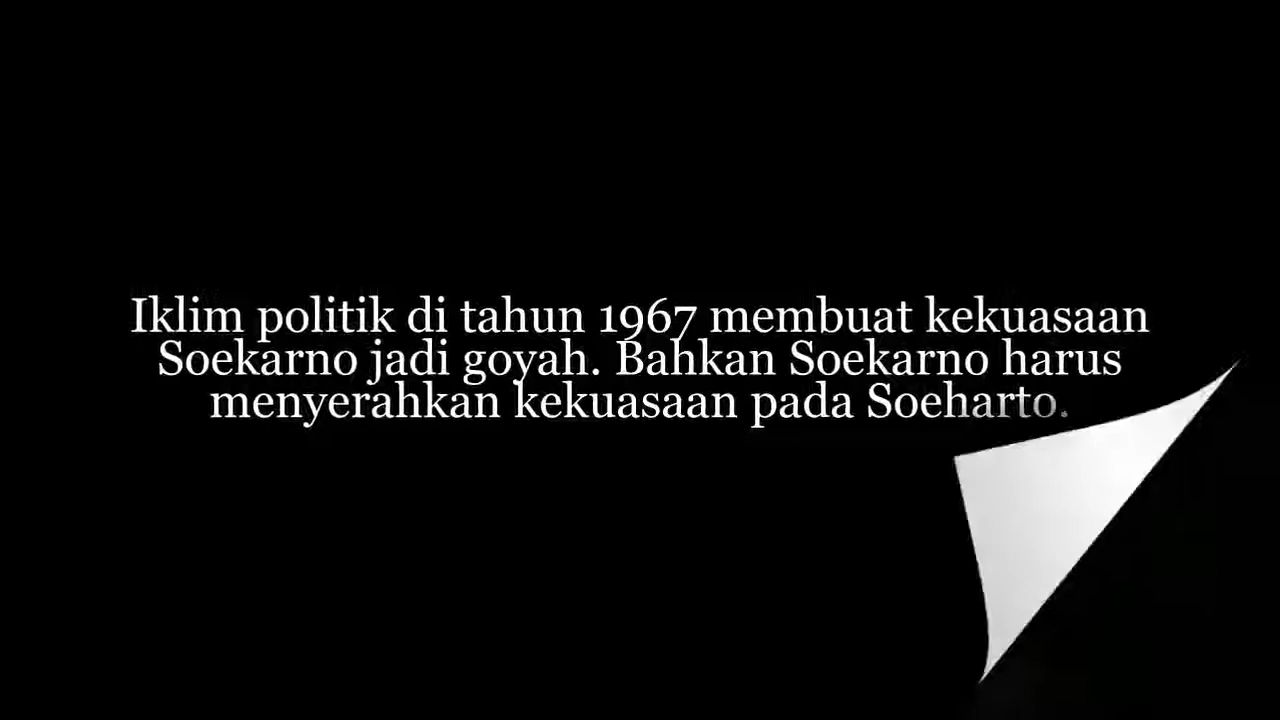 Iklim politik di tahun 1967 membuat kekuasaan
Soekarno jadi goyah. Bahkan Soekarno harus
menyerahkan kekuasaan pada Soeharto.